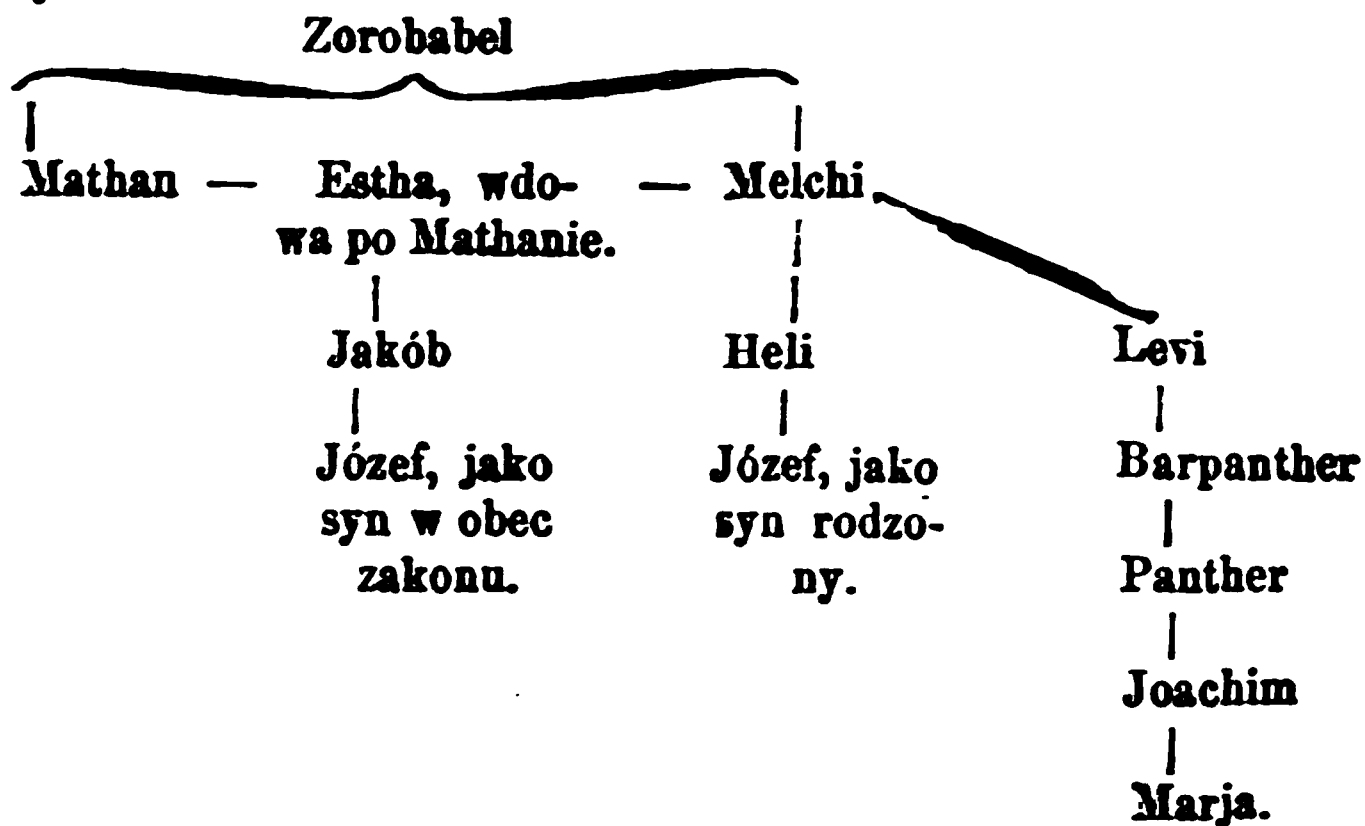 Zorobabel
Mathan — Estha, wdo- — Melchi
wa po Mathanie.
Jakób Heli Levi
Józef, jako Józef, jako Barpanther
syn w obec syn rodzo-
zakonu. ny. Panther
Joachim
Marja.